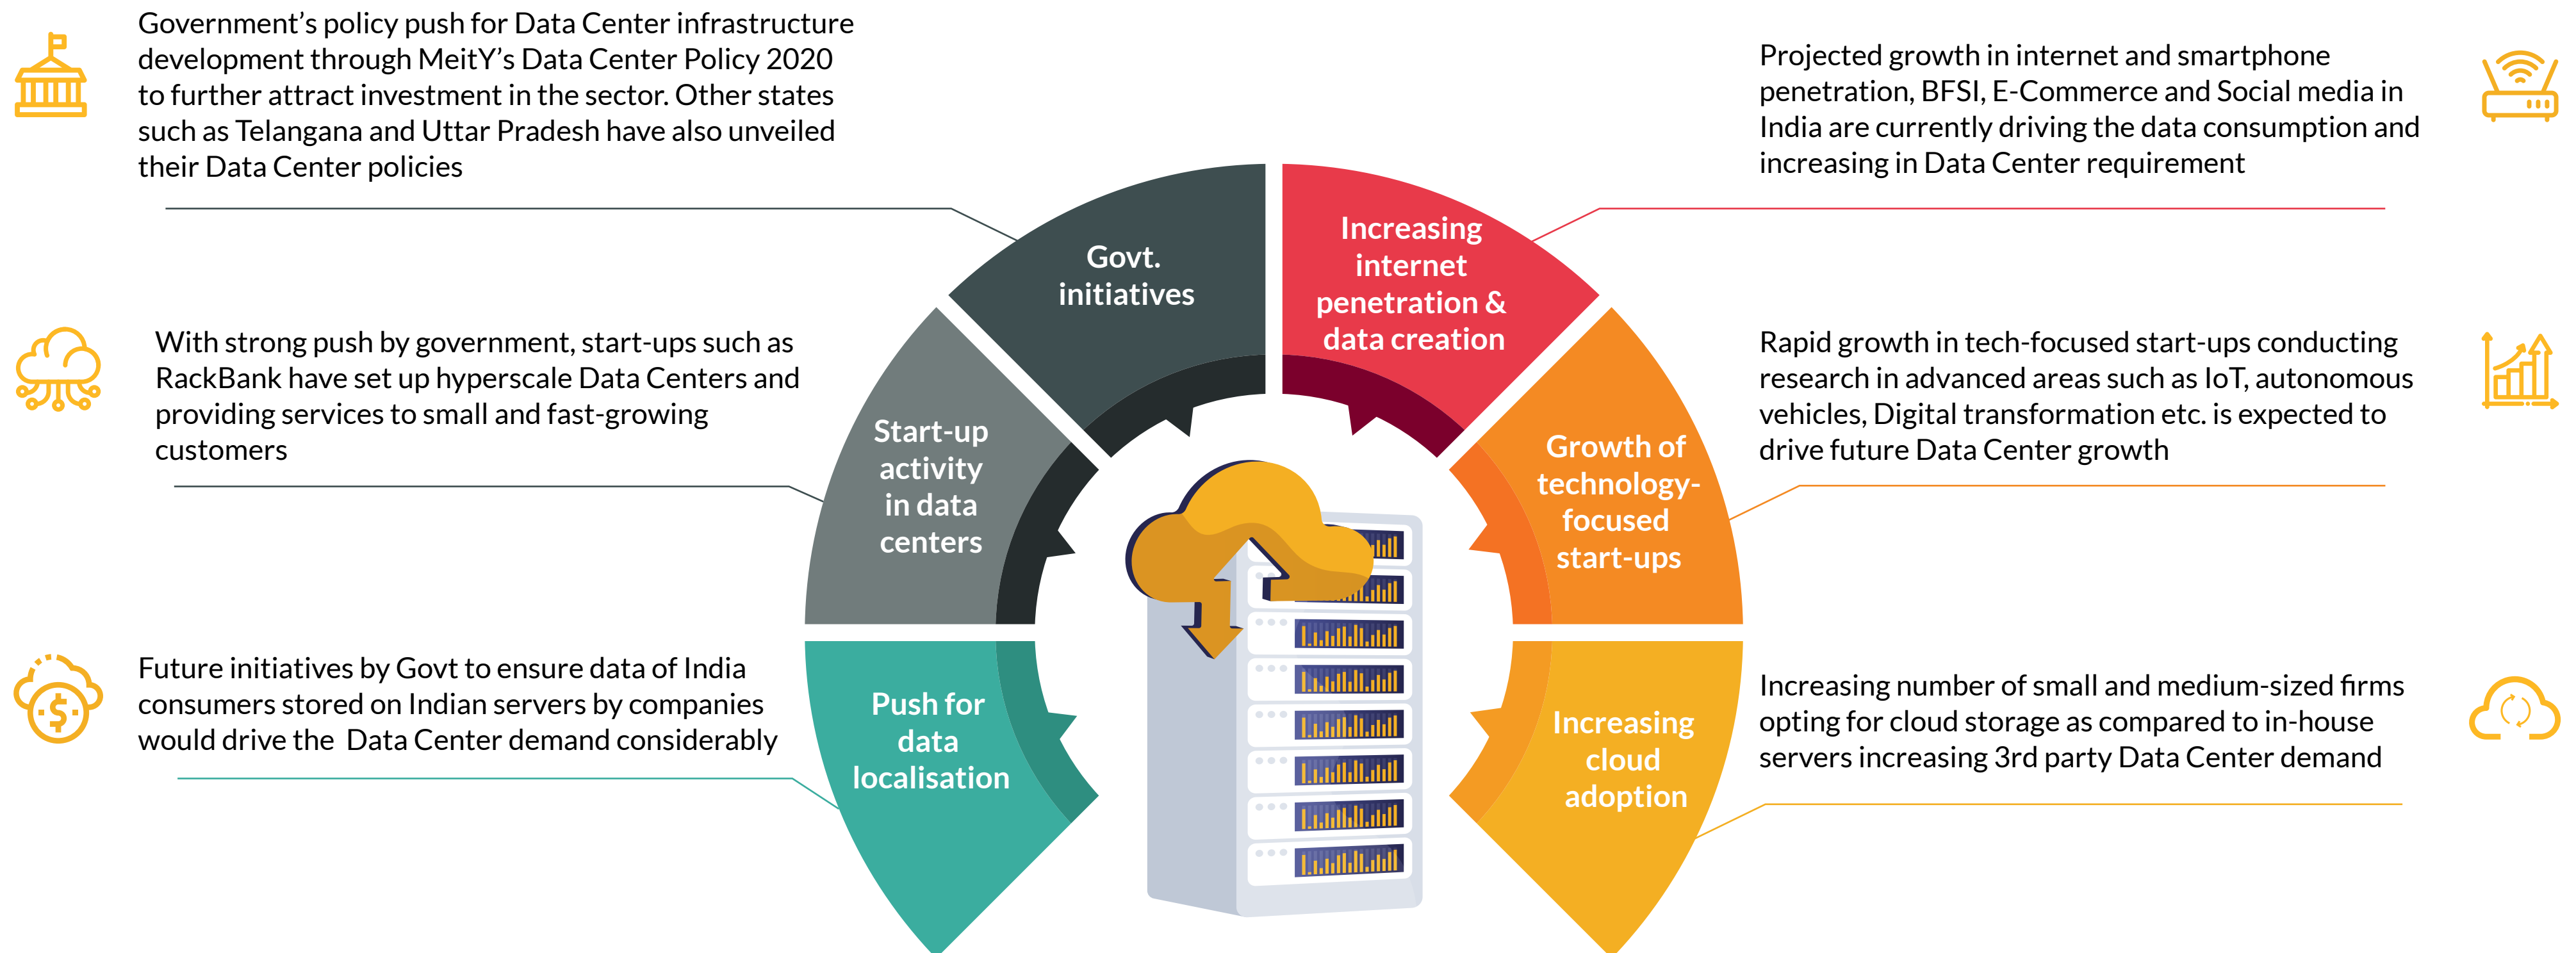 Government’s policy push for Data Center infrastructure
development through MeitY’s Data Center Policy 2020
to further attract investment in the sector. Other states
such as Telangana and Uttar Pradesh have also unveiled
their Data Center policies
Projected growth in internet and smartphone
penetration, BFSI, E-Commerce and Social media in
India are currently driving the data consumption and
increasing in Data Center requirement
Govt.
initiatives
Increasing
internet
penetration &
data creation
With strong push by government, start-ups such as
RackBank have set up hyperscale Data Centers and
providing services to small and fast-growing
customers
Start-up
activity
in data
centers
Growth of
technology-
focused
start-ups
Rapid growth in tech-focused start-ups conducting
research in advanced areas such as IoT, autonomous
vehicles, Digital transformation etc. is expected to
drive future Data Center growth
Future initiatives by Govt to ensure data of India
consumers stored on Indian servers by companies
would drive the  Data Center demand considerably
$
Push for
data
localisation
Increasing
cloud
adoption
Increasing number of small and medium-sized firms
opting for cloud storage as compared to in-house
servers increasing 3rd party Data Center demand